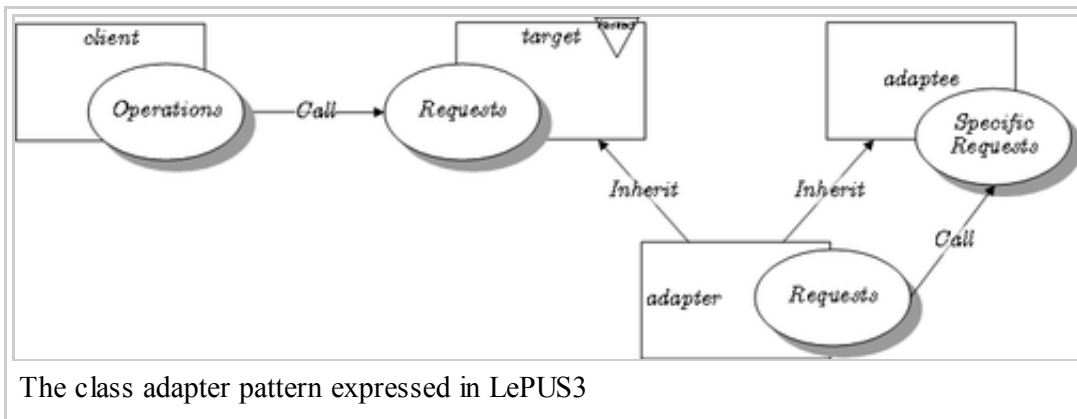 client
target
adaptee
Operations
Call
Requests
Specific
Requests
Inherit
Inherit
Call
adapter
Requests
The class adapter pattern expressed in LePUS3